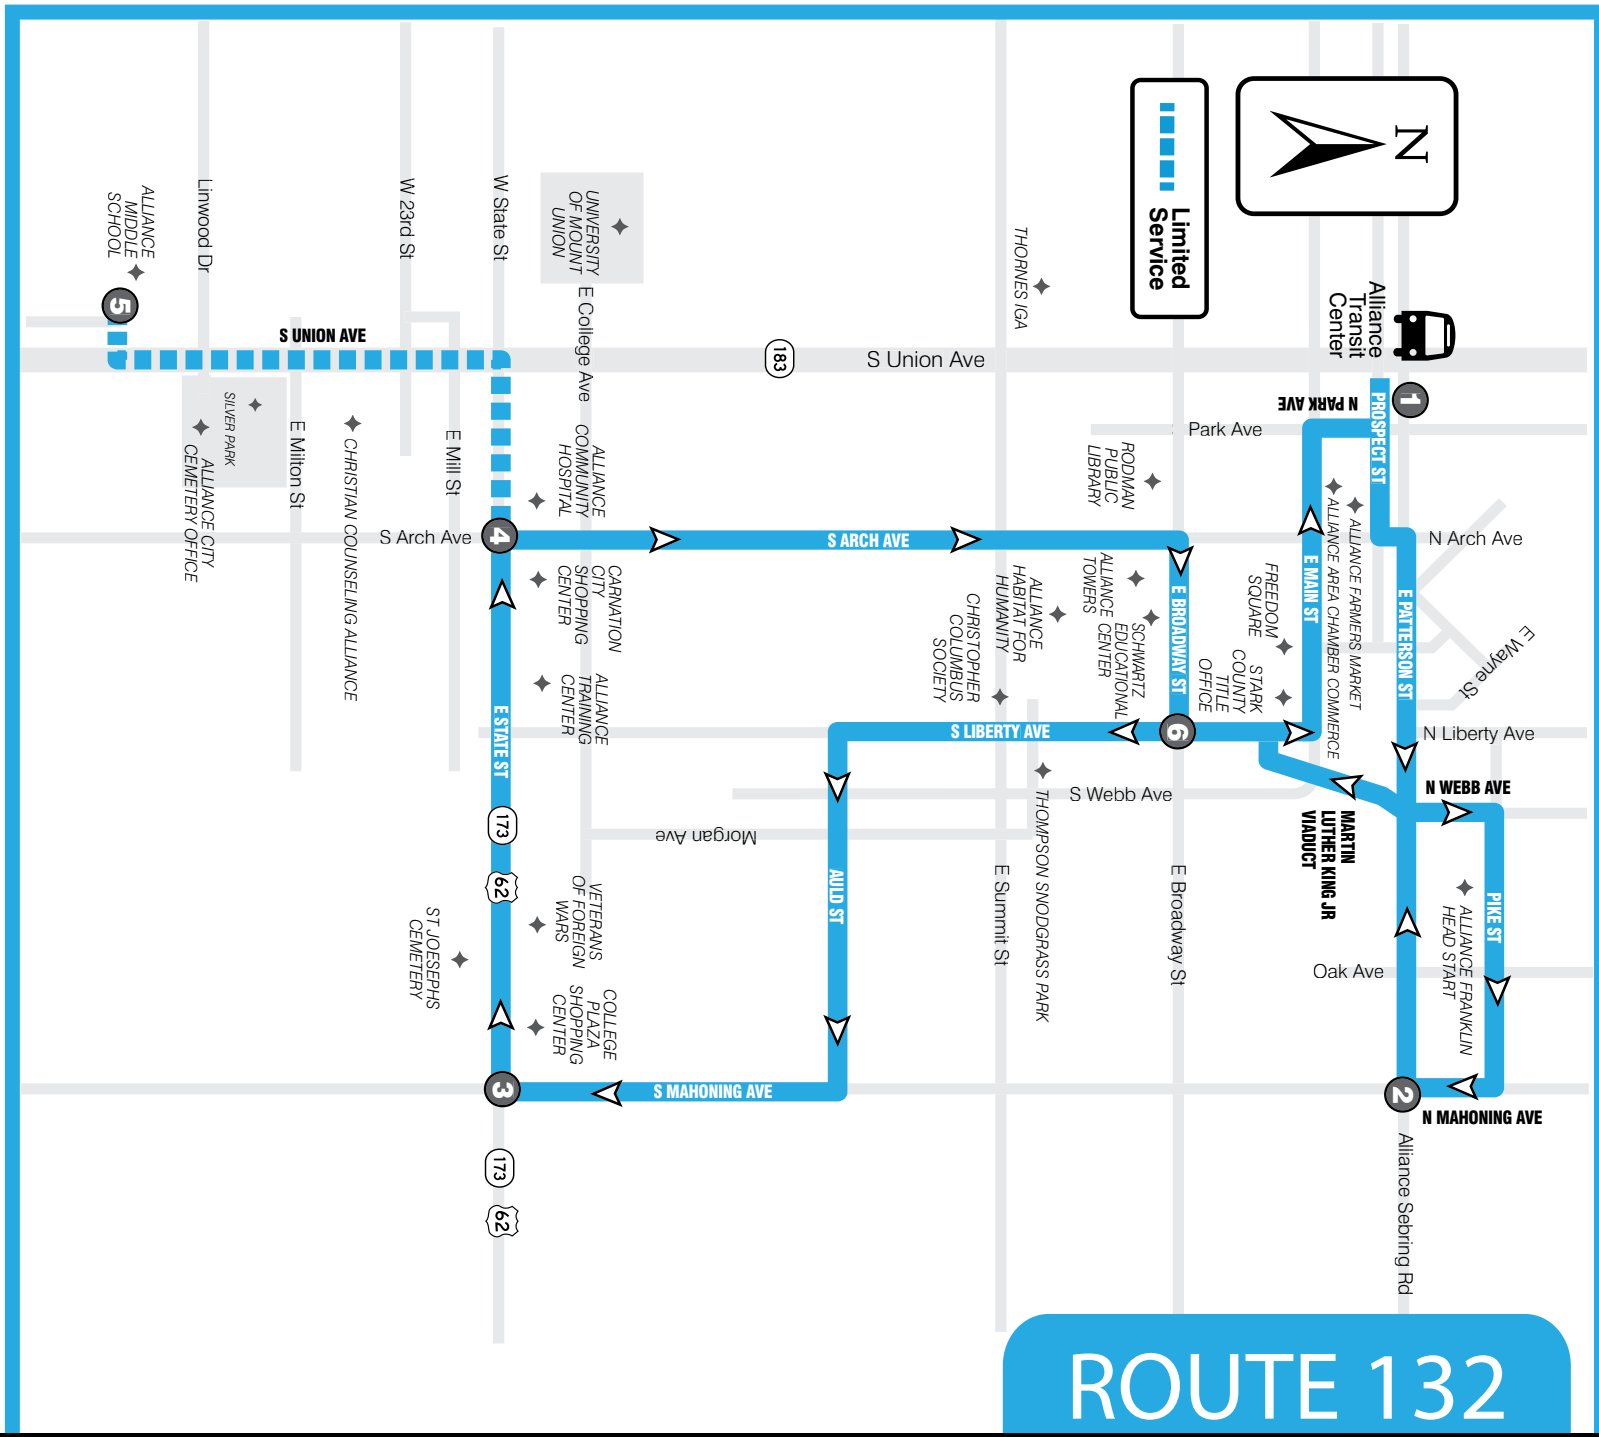 N
Limited
Service
Alliance
Transit
Center
1
PROSPECT ST
N PARK AVE
Park Ave
N Arch Ave
E Wayne St
E PATTERSON ST
N Liberty Ave
N WEBB AVE
PIKE ST
ALLIANCE FRANKLIN
HEAD START
Oak Ave
2
N MAHONING AVE
Alliance Sebring Rd
MARTIN
LUTHER KING JR
VIADUCT
ALLIANCE FARMERS MARKET
ALLIANCE AREA CHAMBER COMMERCE
E MAIN ST
FREEDOM
SQUARE
STARK
COUNTY
TITLE
OFFICE
6
E BROADWAY ST
E Broadway St
RODMAN
PUBLIC
LIBRARY
SCHWARTZ
EDUCATIONAL
CENTER
ALLIANCE
TOWERS
THORNES IGA
ALLIANCE
HABITAT FOR
HUMANITY
CHRISTOPHER
COLUMBUS
SOCIETY
S LIBERTY AVE
S Webb Ave
THOMPSON SNODGRASS PARK
E Summit St
Morgan Ave
AULD ST
S MAHONING AVE
S Union Ave
183
S ARCH AVE
S Arch Ave
UNIVERSITY
OF MOUNT
UNION
E College Ave
ALLIANCE
COMMUNITY
HOSPITAL
CARNATION
CITY
SHOPPING
CENTER
ALLIANCE
TRAINING
CENTER
VETERANS
OF FOREIGN
WARS
COLLEGE
PLAZA
SHOPPING
CENTER
W State St
4
E STATE ST
173
62
3
173
62
ST JOESEPHS
CEMETERY
E Mill St
W 23rd St
CHRISTIAN COUNSELING ALLIANCE
S UNION AVE
E Milton St
SILVER PARK
Linwood Dr
ALLIANCE CITY
CEMETERY OFFICE
ALLIANCE
MIDDLE
SCHOOL
5
ROUTE 132